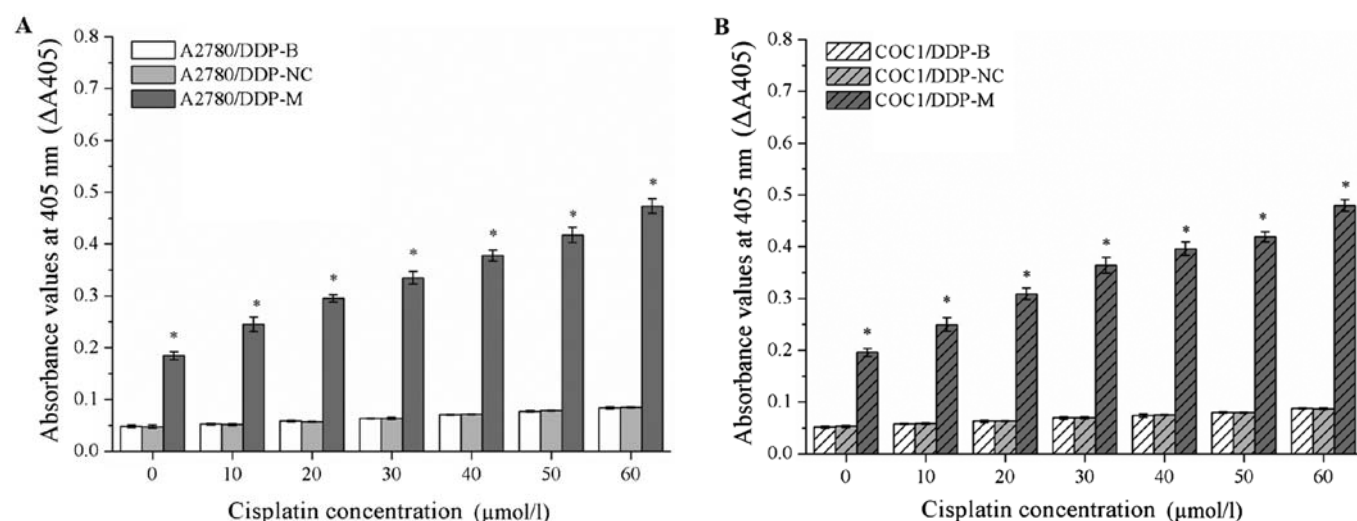 A
Absorbance values at 405 nm (ΔA405)
0.8
0.7
0.6
0.5
0.4
0.3
0.2
0.1
0.0
A2780/DDP-B
A2780/DDP-NC
A2780/DDP-M
* * * * * * *
0 10 20 30 40 50 60
Cisplatin concentration (μmol/l)
B
Absorbance values at 405 nm (ΔA405)
0.8
0.7
0.6
0.5
0.4
0.3
0.2
0.1
0.0
COC1/DDP-B
COC1/DDP-NC
COC1/DDP-M
* * * * * * *
0 10 20 30 40 50 60
Cisplatin concentration (μmol/l)